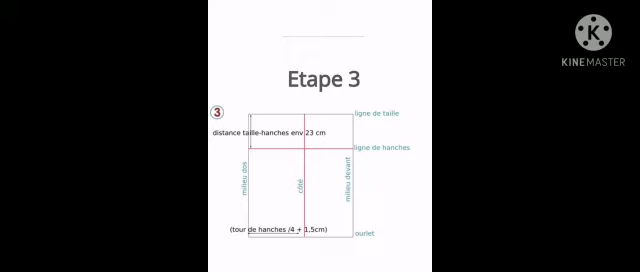 KINEMASTER
Etape 3
3
ligne de taille
distance taille-hanches env 23 cm
ligne de hanches
milieu dos
côté
milieu devant
(tour de hanches /4 + 1,5cm)
ourlet